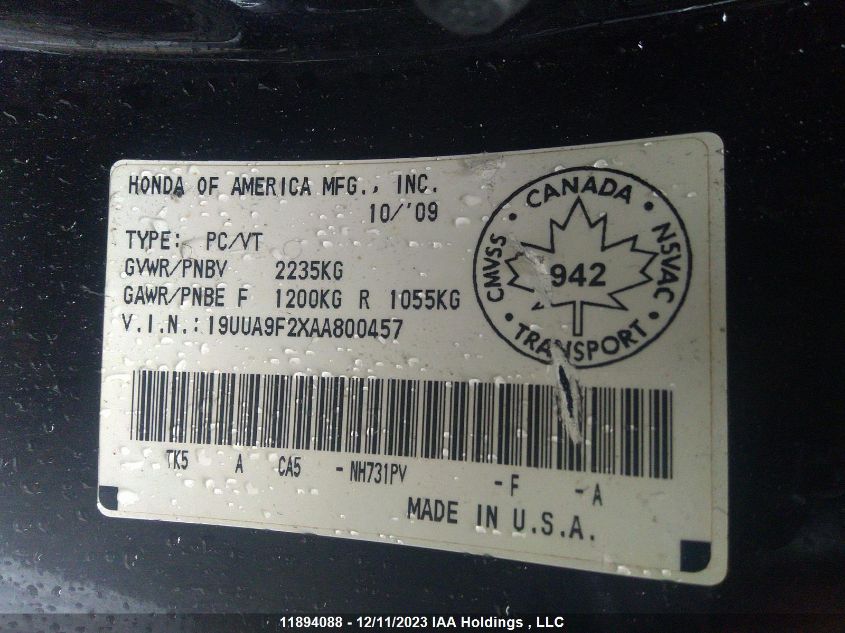 HONDA OF AMERICA MFG., INC.
10/'09
TYPE: PC/VT
GVWR/PNBV 2235KG
GAWR/PNBE F 1200KG R 1055KG
V.I.N.: 19UUA9F2XAA800457
CANADA
CMVSS • NSVAC
942
TRANSPORT
TK5 A CA5 - NH731PV - F - A
MADE IN U.S.A.
11894088 - 12/11/2023 IAA Holdings , LLC